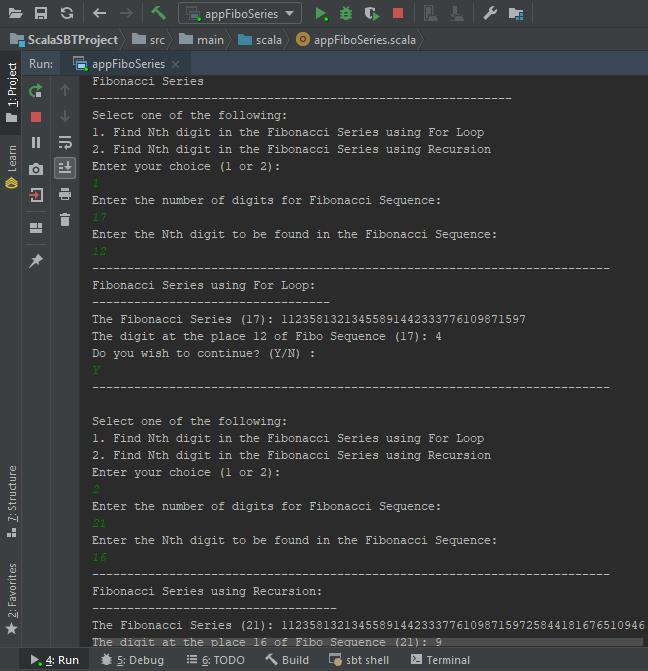 appFiboSeries
ScalaSBTProject
src
main
scala
appFiboSeries.scala
Run:
appFiboSeries
1: Project
Learn
7: Structure
2: Favorites
Fibonacci Series
------------------------------------------------------------
Select one of the following:
1. Find Nth digit in the Fibonacci Series using For Loop
2. Find Nth digit in the Fibonacci Series using Recursion
Enter your choice (1 or 2):
1
Enter the number of digits for Fibonacci Sequence:
17
Enter the Nth digit to be found in the Fibonacci Sequence:
12
--------------------------------------------------------------------------
Fibonacci Series using For Loop:
----------------------------------
The Fibonacci Series (17): 11235813213455891442333776109871597
The digit at the place 12 of Fibo Sequence (17): 4
Do you wish to continue? (Y/N) :
Y
--------------------------------------------------------------------------
Select one of the following:
1. Find Nth digit in the Fibonacci Series using For Loop
2. Find Nth digit in the Fibonacci Series using Recursion
Enter your choice (1 or 2):
2
Enter the number of digits for Fibonacci Sequence:
21
Enter the Nth digit to be found in the Fibonacci Sequence:
16
--------------------------------------------------------------------------
Fibonacci Series using Recursion:
-----------------------------------
The Fibonacci Series (21): 1123581321345589144233377610987159725844181676510946
The digit at the place 16 of Fibo Sequence (21): 9
4: Run
5: Debug
6: TODO
Build
sbt shell
Terminal